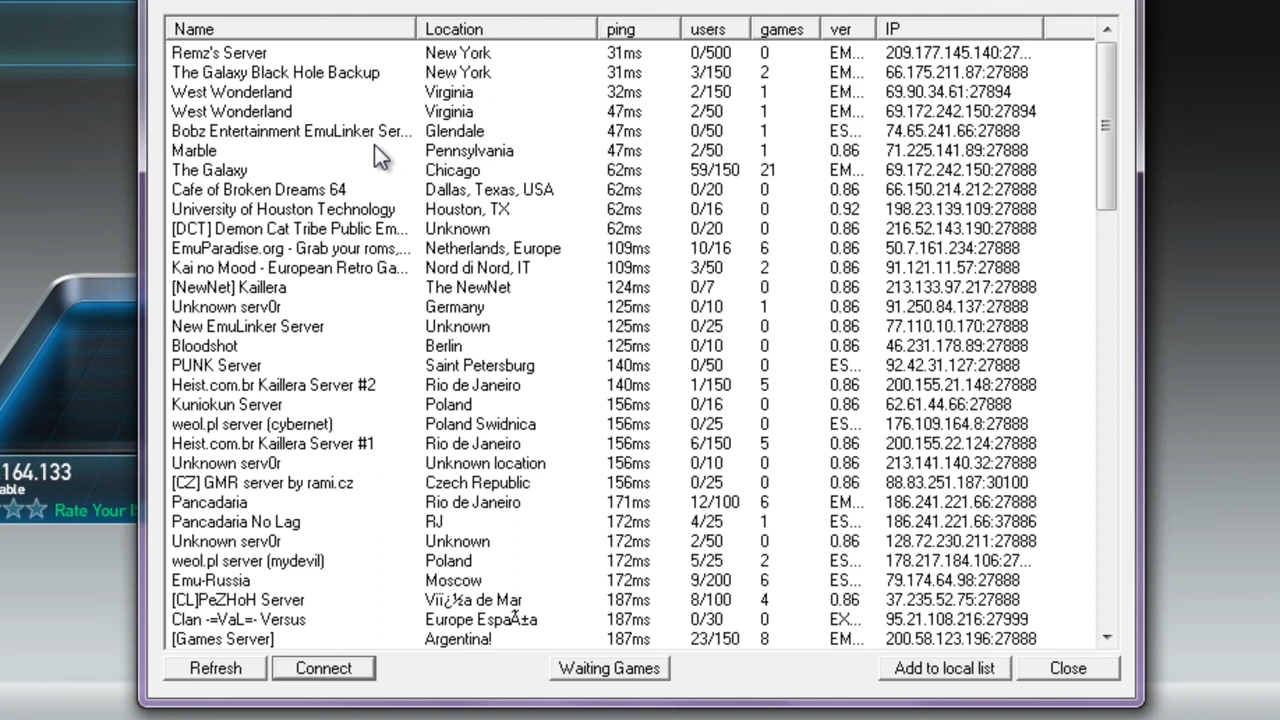 Name Location ping users games ver IP
Remz's Server New York 31ms 0/500 0 EM... 209.177.145.140:27...
The Galaxy Black Hole Backup New York 31ms 3/150 2 EM... 66.175.211.87:27888
West Wonderland Virginia 32ms 2/150 1 EM... 69.90.34.61:27894
West Wonderland Virginia 47ms 2/50 1 EM... 69.172.242.150:27894
Bobz Entertainment EmuLinker Ser... Glendale 47ms 0/50 1 ES... 74.65.241.66:27888
Marble Pennsylvania 47ms 2/50 1 0.86 71.225.141.89:27888
The Galaxy Chicago 62ms 59/150 21 EM... 69.172.242.150:27888
Cafe of Broken Dreams 64 Dallas, Texas, USA 62ms 0/20 0 0.86 66.150.214.212:27888
University of Houston Technology Houston, TX 62ms 0/16 0 0.92 198.23.139.109:27888
[DCT] Demon Cat Tribe Public Em... Unknown 62ms 0/20 0 0.86 216.52.143.190:27888
EmuParadise.org - Grab your roms,... Netherlands, Europe 109ms 10/16 6 0.86 50.7.161.234:27888
Kai no Mood - European Retro Ga... Nord di Nord, IT 109ms 3/50 2 0.86 91.121.11.57:27888
[NewNet] Kaillera The NewNet 124ms 0/7 0 0.86 213.133.97.217:27888
Unknown serv0r Germany 125ms 0/10 1 0.86 91.250.84.137:27888
New EmuLinker Server Unknown 125ms 0/25 0 0.86 77.110.10.170:27888
Bloodshot Berlin 125ms 0/10 0 0.86 46.231.178.89:27888
PUNK Server Saint Petersburg 140ms 0/50 0 ES... 92.42.31.127:27888
Heist.com.br Kaillera Server #2 Rio de Janeiro 140ms 1/150 5 0.86 200.155.21.148:27888
Kuniokun Server Poland 156ms 0/16 0 0.86 62.61.44.66:27888
weol.pl server (cybernet) Poland Swidnica 156ms 0/25 0 ES... 176.109.164.8:27888
Heist.com.br Kaillera Server #1 Rio de Janeiro 156ms 6/150 5 0.86 200.155.22.124:27888
Unknown serv0r Unknown location 156ms 0/10 0 0.86 213.141.140.32:27888
[CZ] GMR server by rami.cz Czech Republic 156ms 0/25 0 0.86 88.83.251.187:30100
Pancadaria Rio de Janeiro 171ms 12/100 6 EM... 186.241.221.66:27888
Pancadaria No Lag RJ 172ms 4/25 1 ES... 186.241.221.66:37886
Unknown serv0r Unknown 172ms 2/50 0 0.86 128.72.230.211:27888
weol.pl server (mydevil) Poland 172ms 5/25 2 ES... 178.217.184.106:27...
Emu-Russia Moscow 172ms 9/200 6 ES... 79.174.64.98:27888
[CL]PeZHoH Server Viï¿½a de Mar 187ms 8/100 4 0.86 37.235.52.75:27888
Clan -=VaL=- Versus Europe EspaÃ±a 187ms 0/30 0 EX... 95.21.108.216:27999
[Games Server] Argentina! 187ms 23/150 8 EM... 200.58.123.196:27888
164.133
able
Rate Your IS
Refresh Connect Waiting Games Add to local list Close